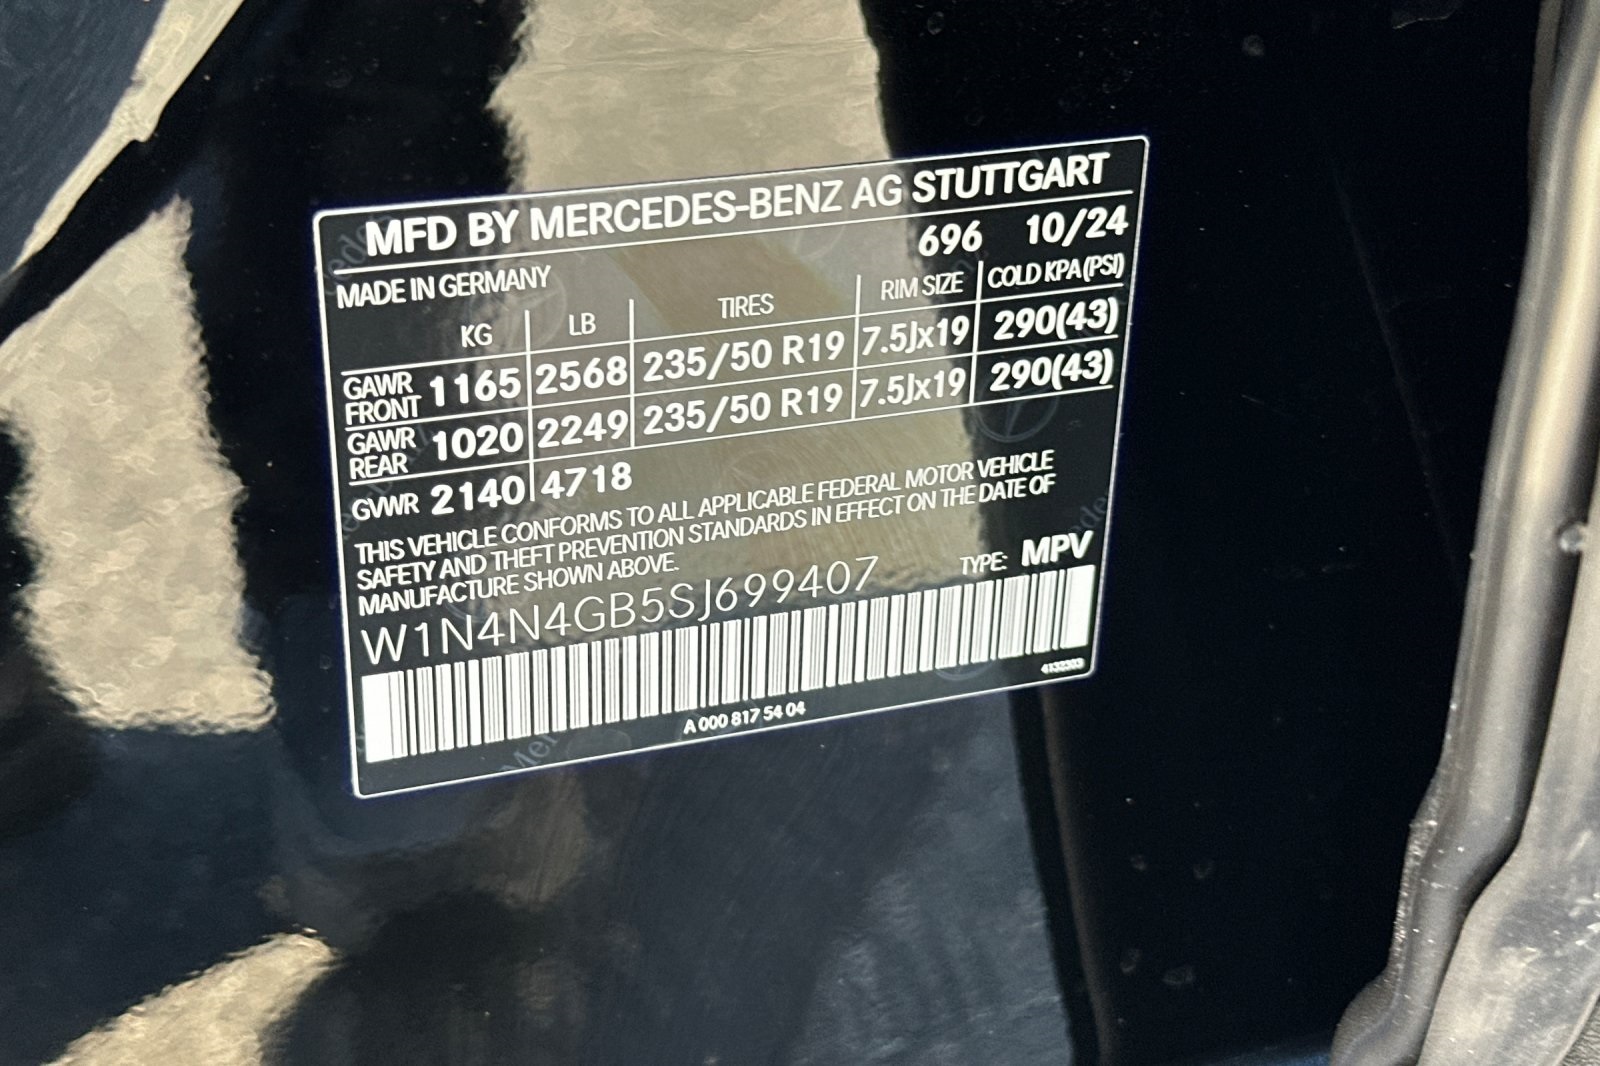 MFD BY MERCEDES-BENZ AG STUTTGART
696 10/24
MADE IN GERMANY
KG LB TIRES RIM SIZE COLD KPA(PSI)
GAWR FRONT 1165 2568 235/50 R19 7.5Jx19 290(43)
GAWR REAR 1020 2249 235/50 R19 7.5Jx19 290(43)
GVWR 2140 4718
THIS VEHICLE CONFORMS TO ALL APPLICABLE FEDERAL MOTOR VEHICLE
SAFETY AND THEFT PREVENTION STANDARDS IN EFFECT ON THE DATE OF
MANUFACTURE SHOWN ABOVE.
W1N4N4GB5SJ699407 TYPE: MPV
A 000 817 54 04